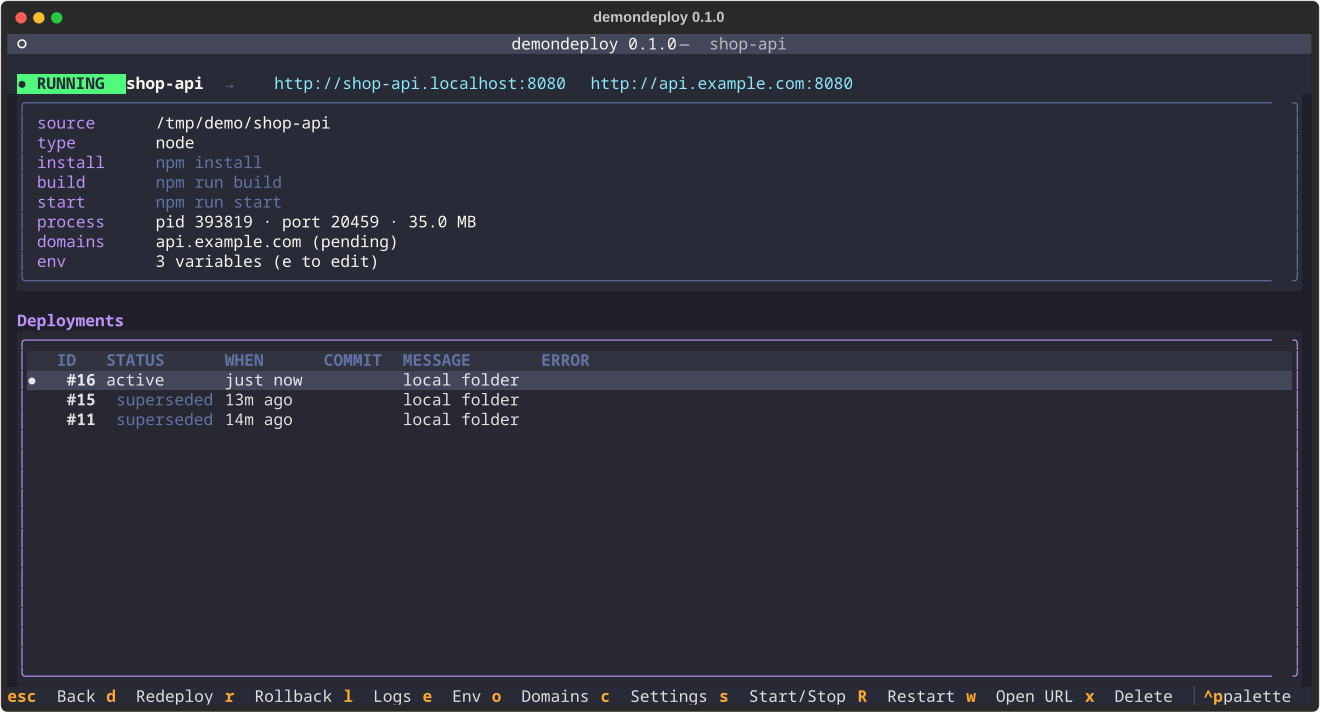 demondeploy 0.1.0
demondeploy 0.1.0— shop-api
● RUNNING shop-api → http://shop-api.localhost:8080 http://api.example.com:8080
source /tmp/demo/shop-api
type node
install npm install
build npm run build
start npm run start
process pid 393819 · port 20459 · 35.0 MB
domains api.example.com (pending)
env 3 variables (e to edit)
Deployments
ID STATUS WHEN COMMIT MESSAGE ERROR
● #16 active just now local folder
#15 superseded 13m ago local folder
#11 superseded 14m ago local folder
esc Back d Redeploy r Rollback l Logs e Env o Domains c Settings s Start/Stop R Restart w Open URL x Delete ^ppalette